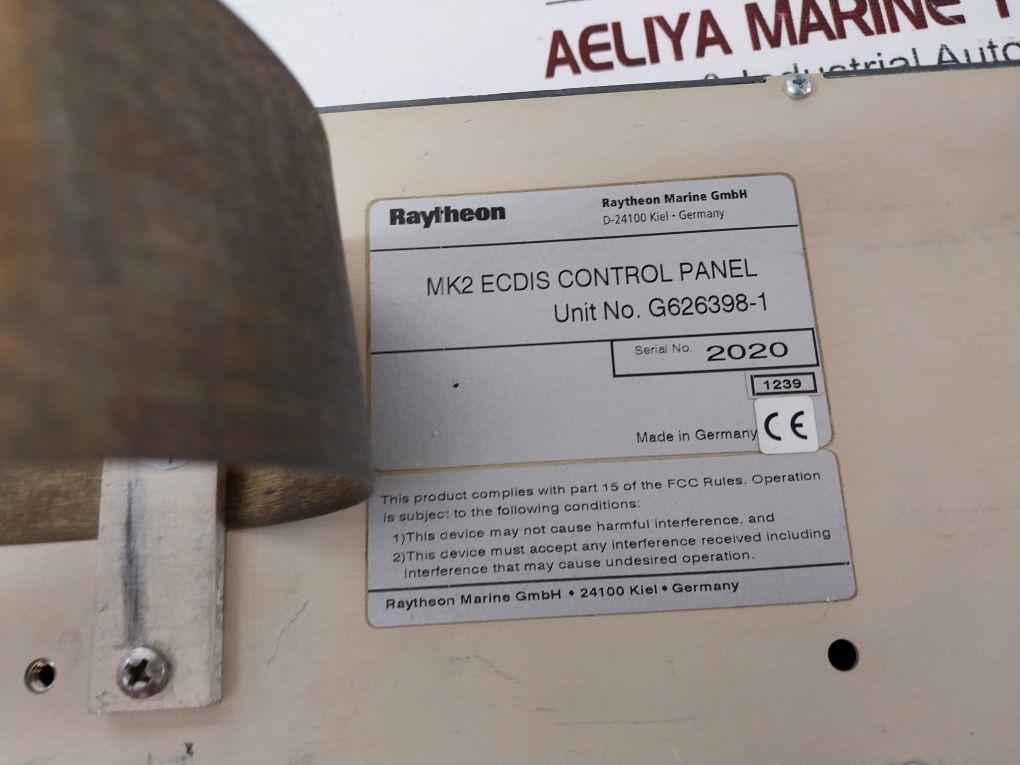 AELIYA MARINE
Industrial
Raytheon
Raytheon Marine GmbH
D-24100 Kiel • Germany
MK2 ECDIS CONTROL PANEL
Unit No. G626398-1
Serial No. 2020
1239
Made in Germany CE
This product complies with part 15 of the FCC Rules. Operation
is subject to the following conditions:
1)This device may not cause harmful interference, and
2)This device must accept any interference received including
Interference that may cause undesired operation.
Raytheon Marine GmbH • 24100 Kiel • Germany